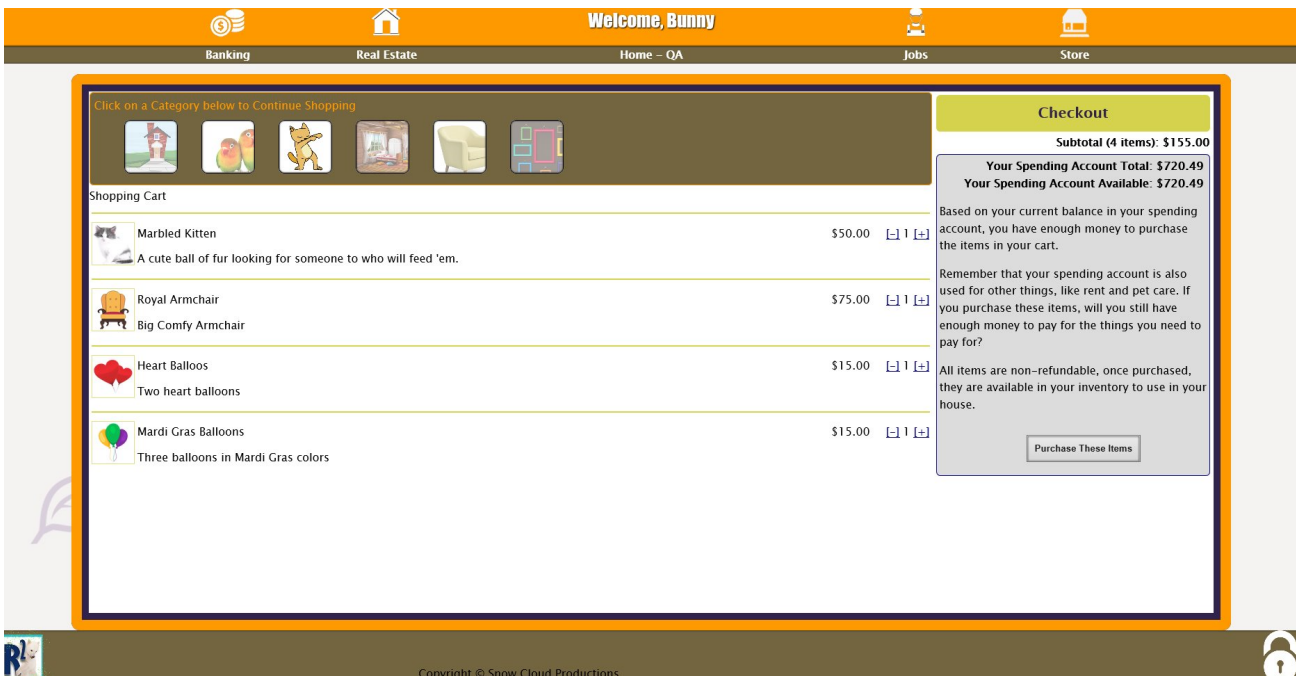 Welcome, Bunny
Banking
Real Estate
Home – QA
Jobs
Store
Click on a Category below to Continue Shopping
Shopping Cart
Marbled Kitten
$50.00 [-] 1 [+]
A cute ball of fur looking for someone to who will feed 'em.
Royal Armchair
$75.00 [-] 1 [+]
Big Comfy Armchair
Heart Balloos
$15.00 [-] 1 [+]
Two heart balloons
Mardi Gras Balloons
$15.00 [-] 1 [+]
Three balloons in Mardi Gras colors
Checkout
Subtotal (4 items): $155.00
Your Spending Account Total: $720.49
Your Spending Account Available: $720.49
Based on your current balance in your spending
account, you have enough money to purchase
the items in your cart.
Remember that your spending account is also
used for other things, like rent and pet care. If
you purchase these items, will you still have
enough money to pay for the things you need to
pay for?
All items are non-refundable, once purchased,
they are available in your inventory to use in your
house.
Purchase These Items
R2
Copyright © Snow Cloud Productions